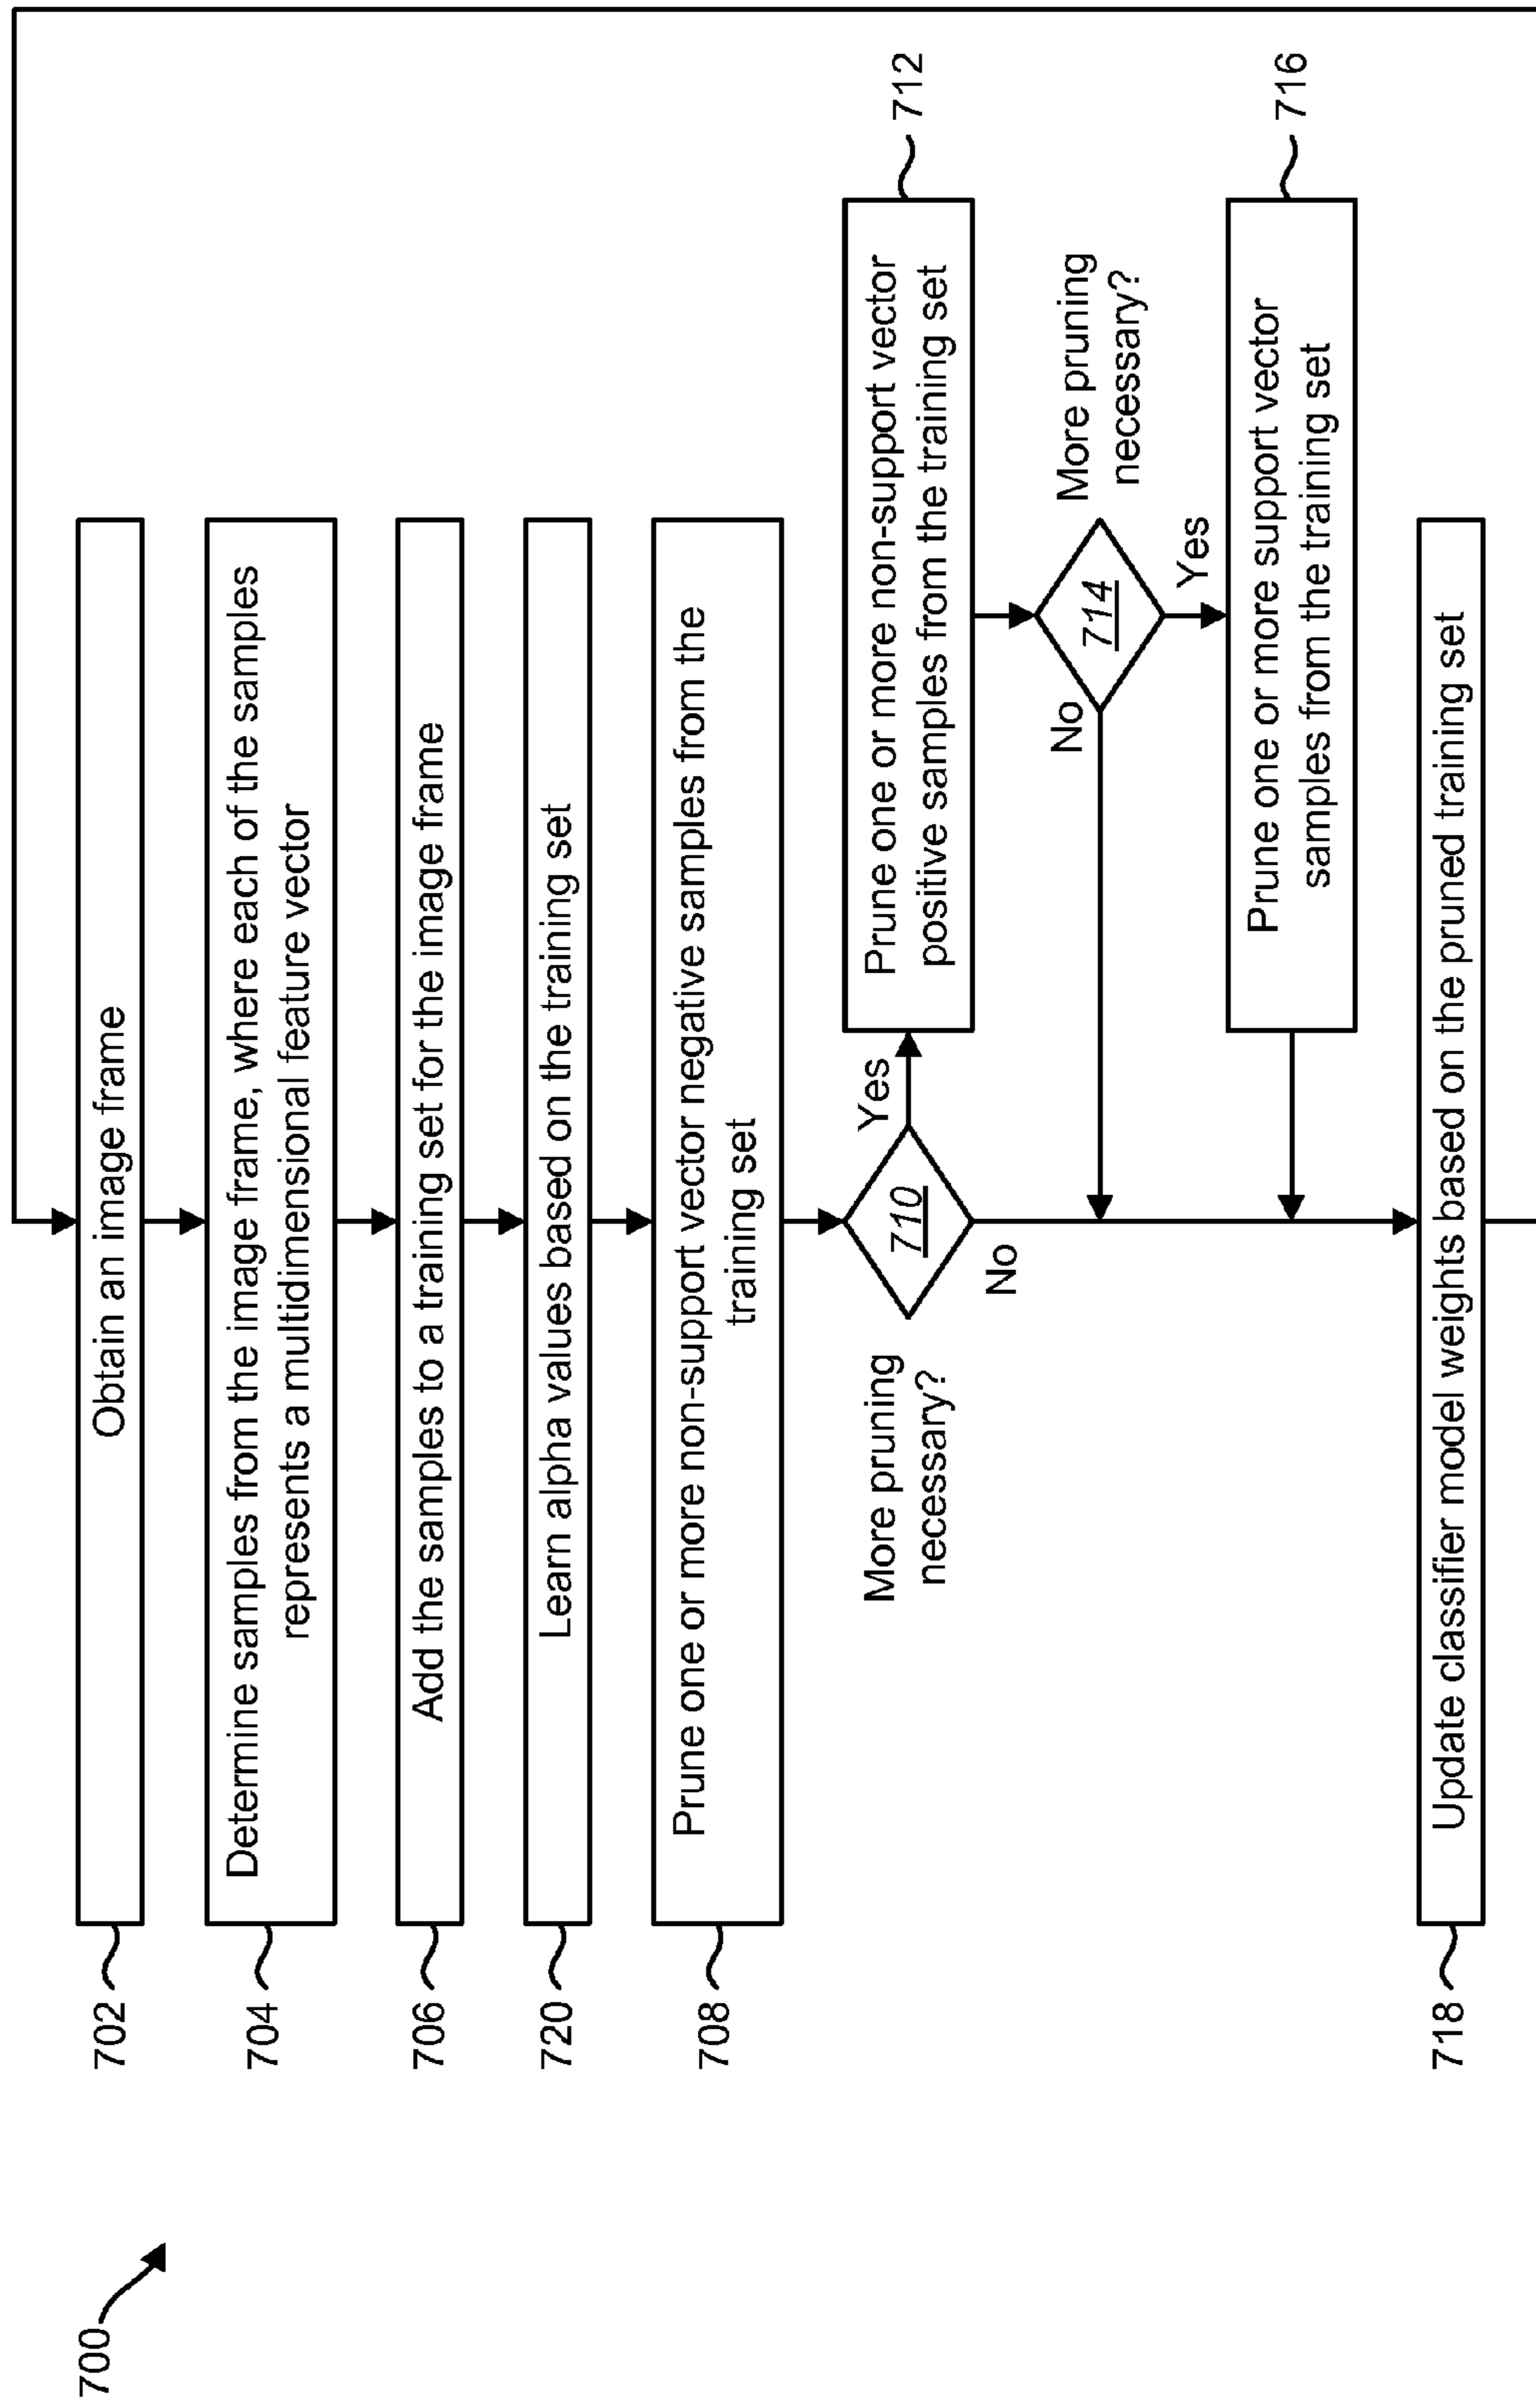 700
702
Obtain an image frame
704
Determine samples from the image frame, where each of the samples
represents a multidimensional feature vector
706
Add the samples to a training set for the image frame
720
Learn alpha values based on the training set
708
Prune one or more non-support vector negative samples from the
training set
More pruning
necessary?
710
Yes
No
Prune one or more non-support vector
positive samples from the training set
712
More pruning
necessary?
714
No
Yes
Prune one or more support vector
samples from the training set
716
718
Update classifier model weights based on the pruned training set